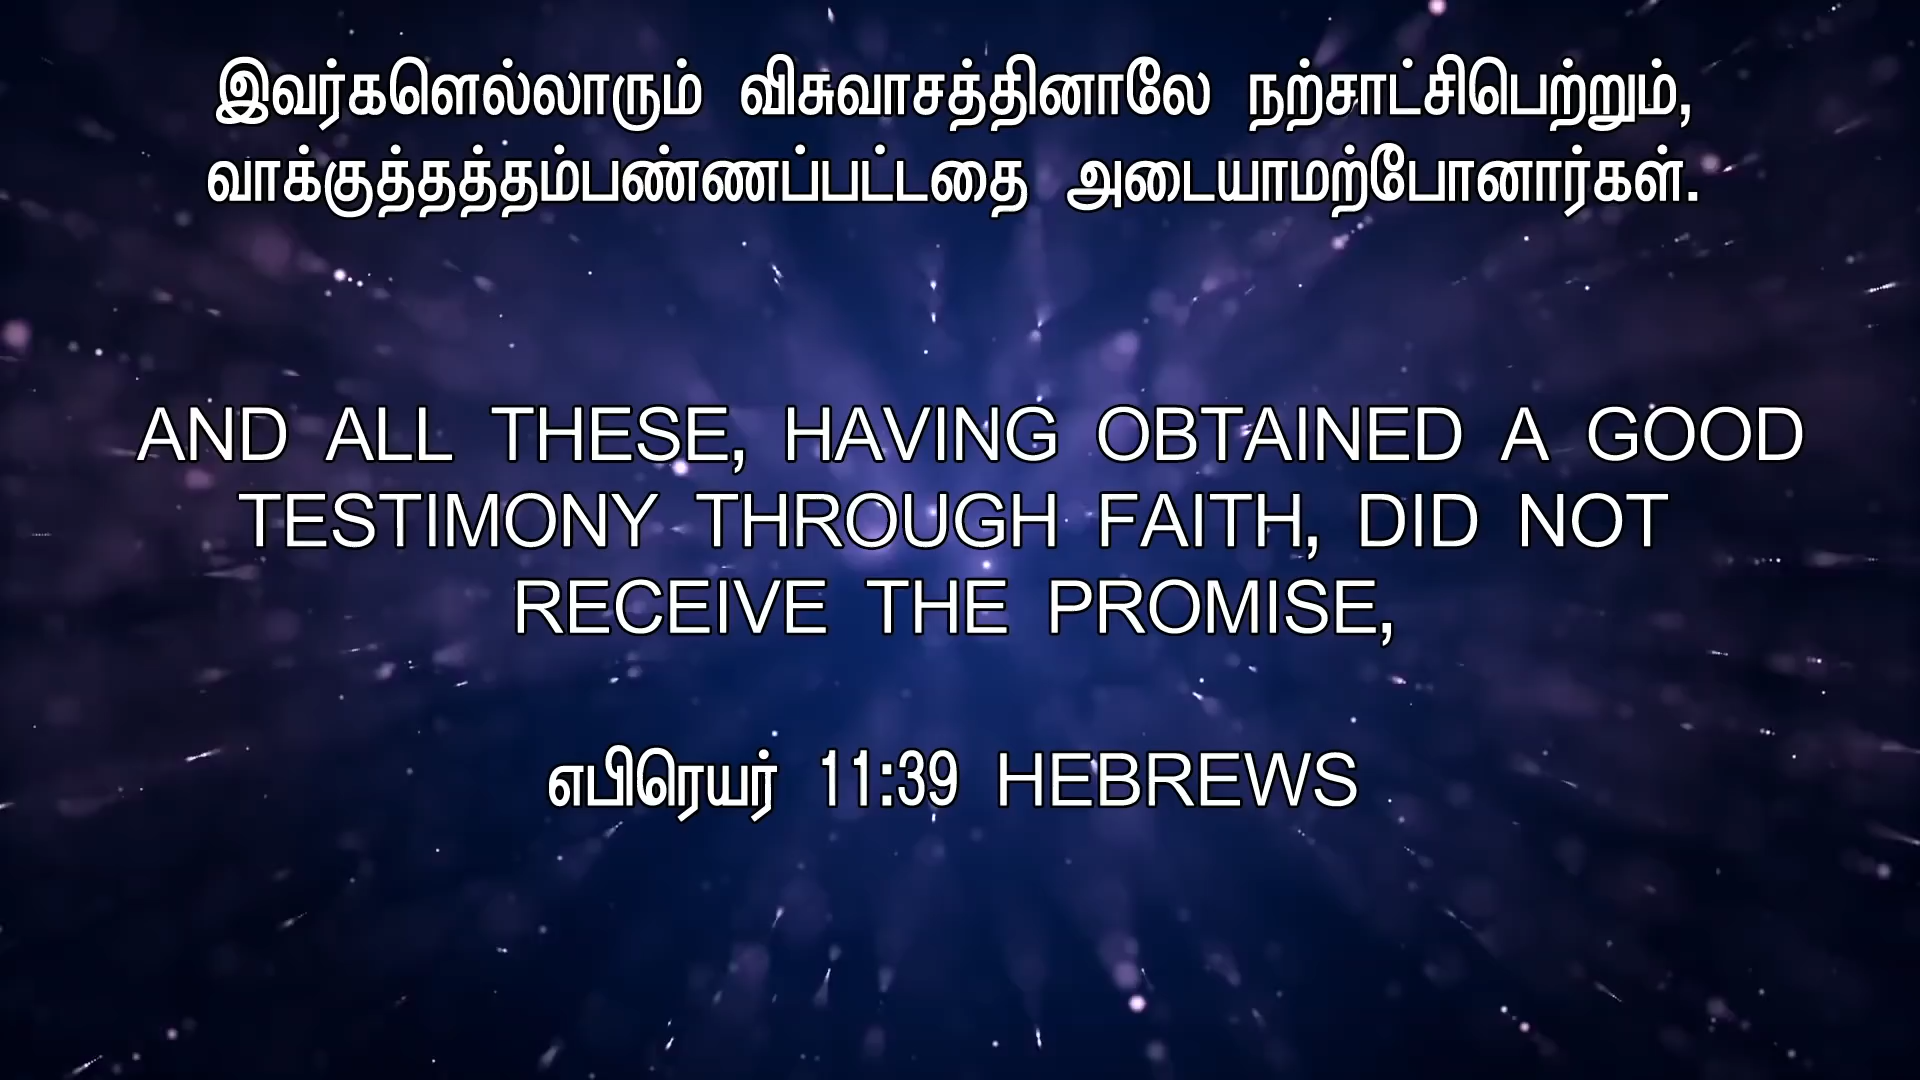 இவர்களெல்லாரும் விசுவாசத்தினாலே நற்சாட்சிபெற்றும்,
வாக்குத்தத்தம்பண்ணப்பட்டதை அடையாமற்போனார்கள்.
AND ALL THESE, HAVING OBTAINED A GOOD
TESTIMONY THROUGH FAITH, DID NOT
RECEIVE THE PROMISE,
எபிரெயர் 11:39 HEBREWS